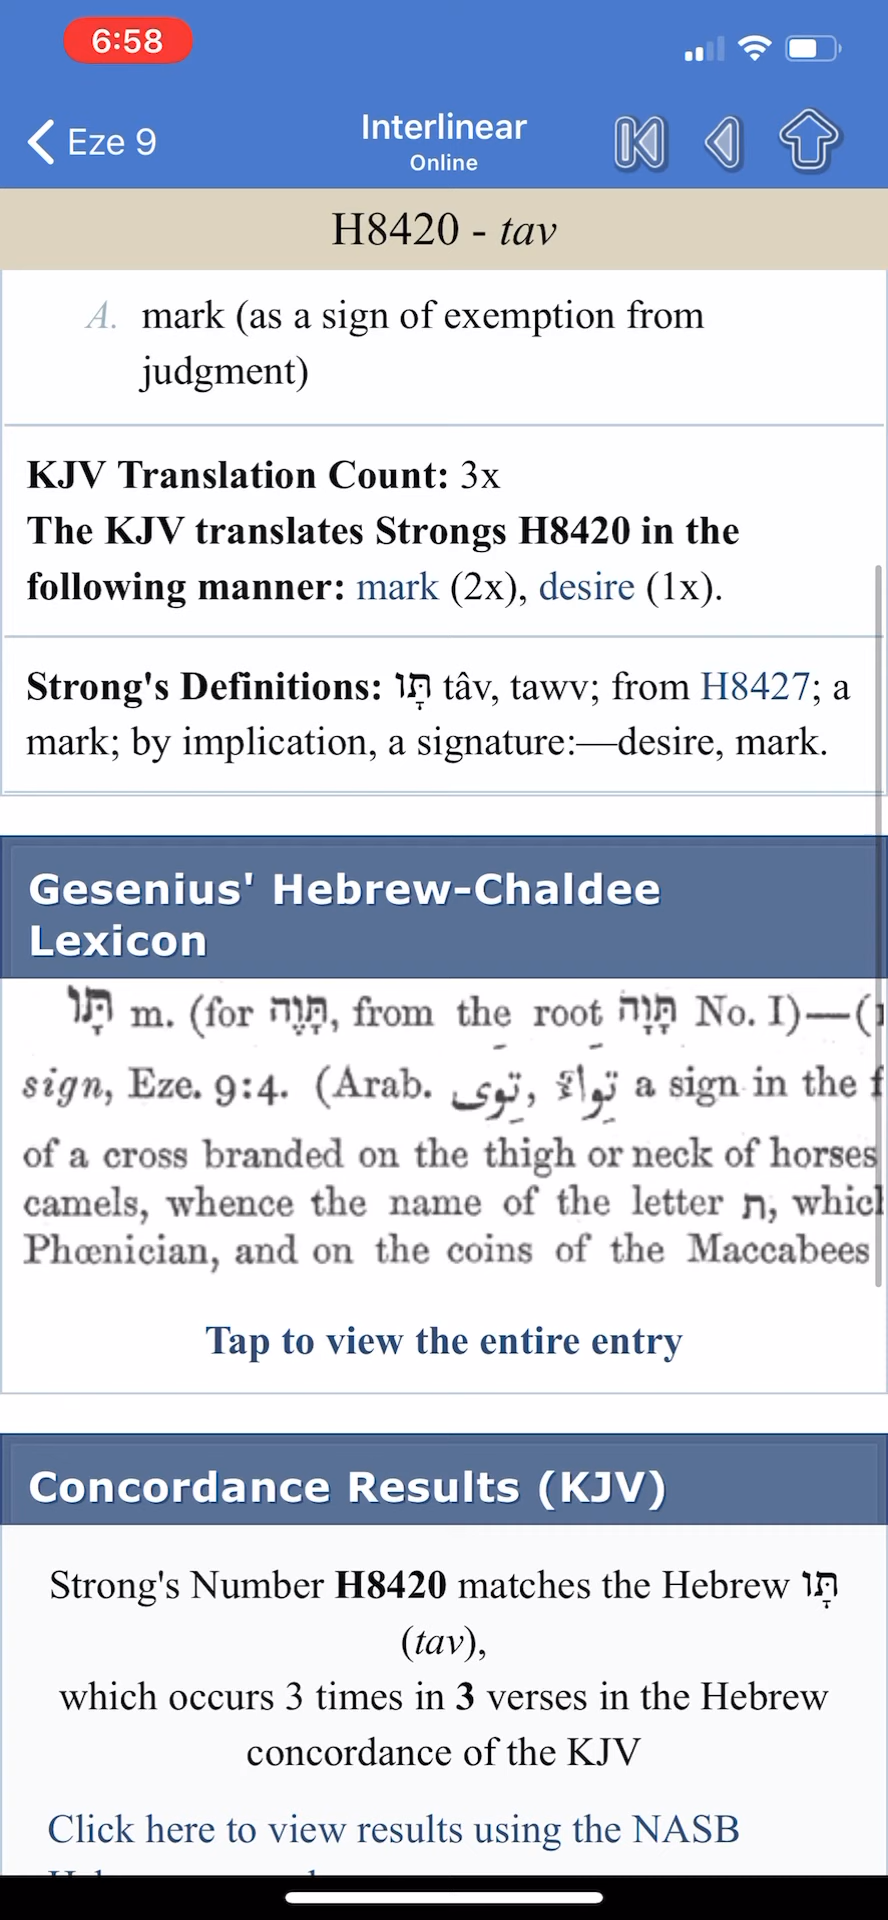 6:58
Eze 9
Interlinear
Online
H8420 - tav
A. mark (as a sign of exemption from
judgment)
KJV Translation Count: 3x
The KJV translates Strongs H8420 in the
following manner: mark (2x), desire (1x).
Strong's Definitions: תָּו tâv, tawv; from H8427; a
mark; by implication, a signature:—desire, mark.
Gesenius' Hebrew-Chaldee
Lexicon
תָּו m. (for תָּוֶה, from the root תָּוָה No. I)—(1
sign, Eze. 9:4. (Arab. تِوَاءٌ, تِوَى a sign in the f
of a cross branded on the thigh or neck of horses
camels, whence the name of the letter ת, which
Phœnician, and on the coins of the Maccabees
Tap to view the entire entry
Concordance Results (KJV)
Strong's Number H8420 matches the Hebrew תָּו
(tav),
which occurs 3 times in 3 verses in the Hebrew
concordance of the KJV
Click here to view results using the NASB